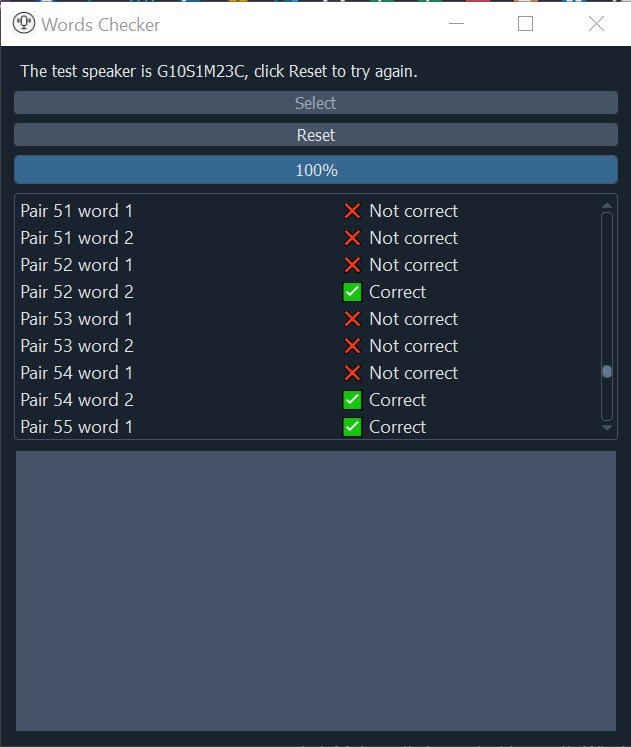 Words Checker
The test speaker is G10S1M23C, click Reset to try again.
Select
Reset
100%
Pair 51 word 1 Not correct
Pair 51 word 2 Not correct
Pair 52 word 1 Not correct
Pair 52 word 2 Correct
Pair 53 word 1 Not correct
Pair 53 word 2 Not correct
Pair 54 word 1 Not correct
Pair 54 word 2 Correct
Pair 55 word 1 Correct